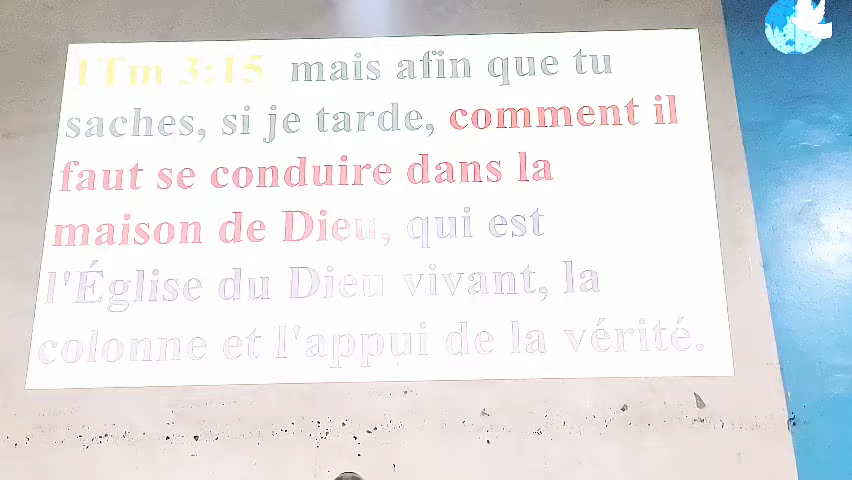 1Tm 3:15 mais afin que tu
saches, si je tarde, comment il
faut se conduire dans la
maison de Dieu, qui est
l'Église du Dieu vivant, la
colonne et l'appui de la vérité.